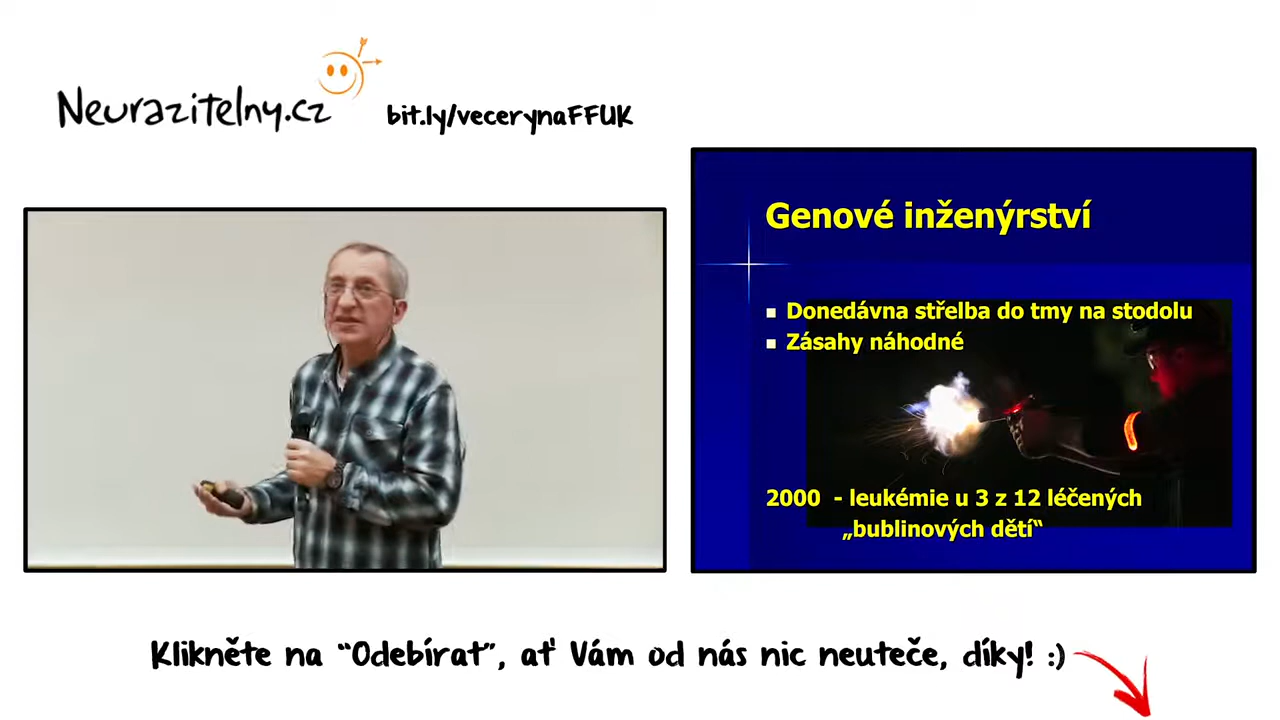 Neurazitelny.cz
bit.ly/vecerynaFFUK
Genové inženýrství
Donedávna střelba do tmy na stodolu
Zásahy náhodné
2000 - leukémie u 3 z 12 léčených
„bublinových dětí“
Klikněte na “Odebírat”, ať Vám od nás nic neuteče, díky! :)